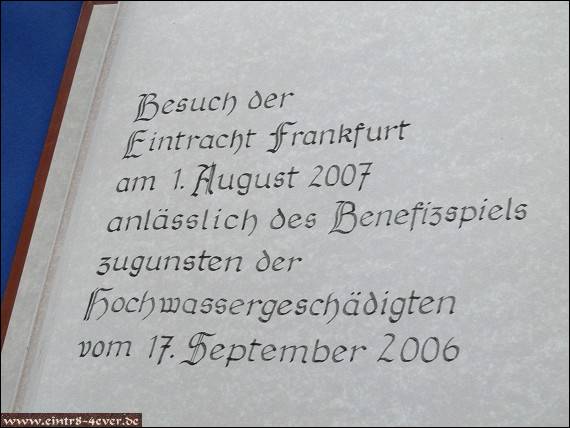 Besuch der
Eintracht Frankfurt
am 1. August 2007
anlässlich des Benefizspiels
zugunsten der
Hochwassergeschädigten
vom 17. September 2006
www.eintr8-4ever.de